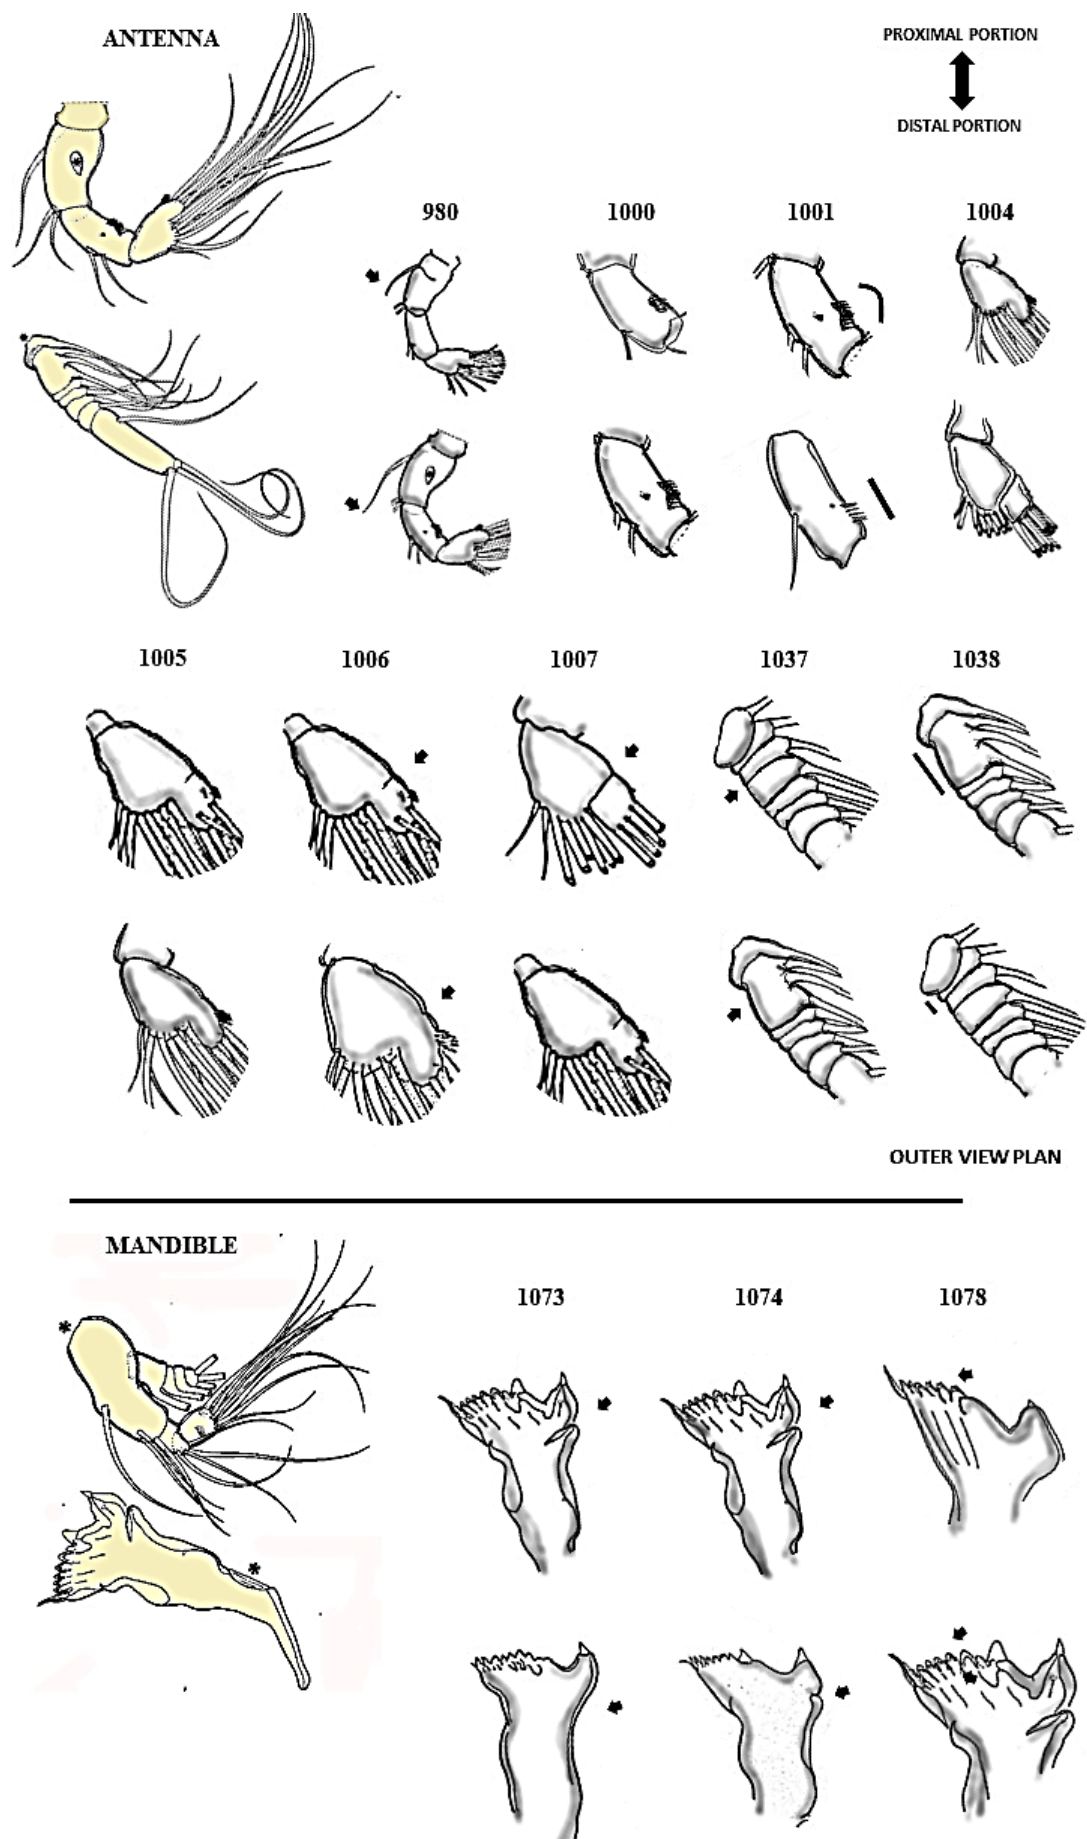 ANTENNA
PROXIMAL PORTION
DISTAL PORTION
980 1000 1001 1004
1005 1006 1007 1037 1038
OUTER VIEW PLAN
MANDIBLE
1073 1074 1078